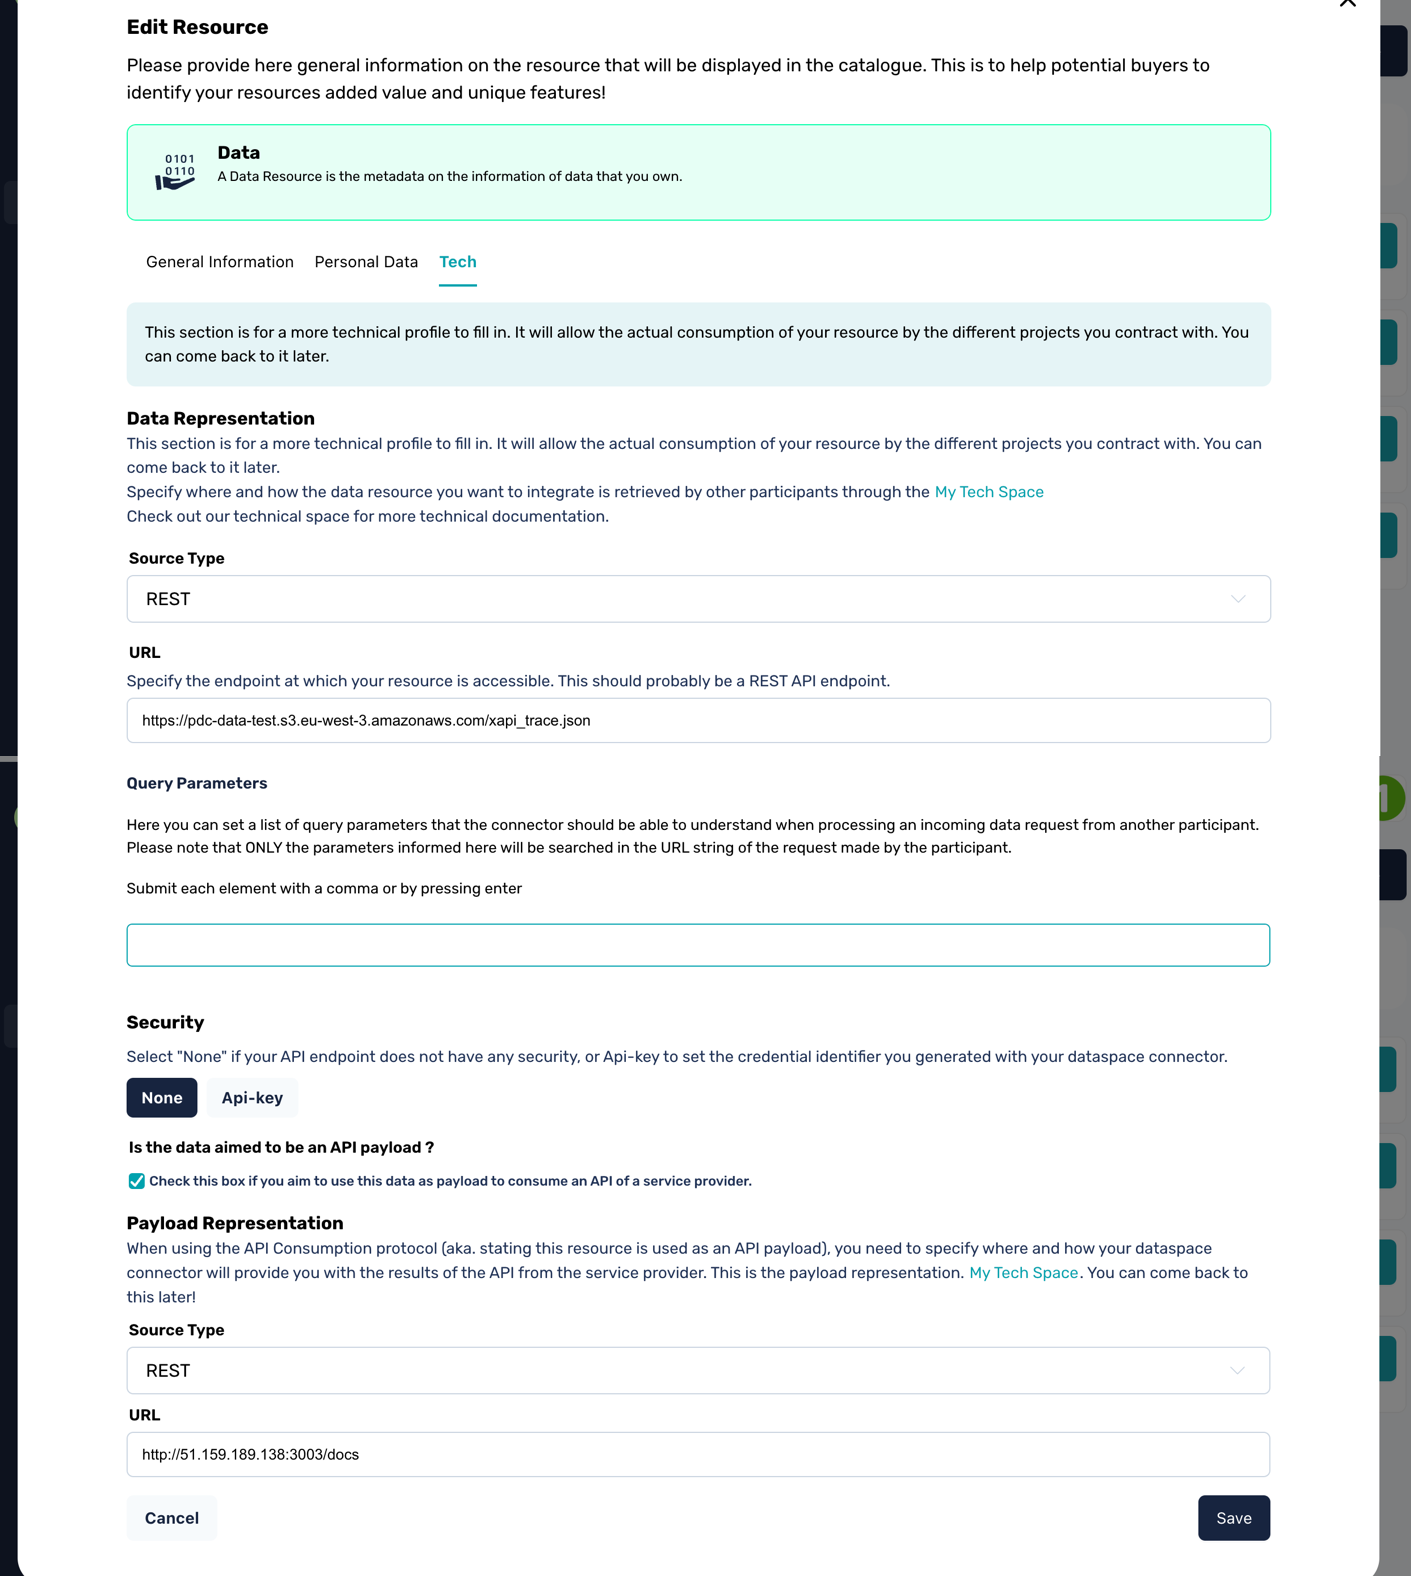 Edit Resource
Please provide here general information on the resource that will be displayed in the catalogue. This is to help potential buyers to
identify your resources added value and unique features!
0101
0110
Data
A Data Resource is the metadata on the information of data that you own.
General Information Personal Data Tech
This section is for a more technical profile to fill in. It will allow the actual consumption of your resource by the different projects you contract with. You
can come back to it later.
Data Representation
This section is for a more technical profile to fill in. It will allow the actual consumption of your resource by the different projects you contract with. You can
come back to it later.
Specify where and how the data resource you want to integrate is retrieved by other participants through the My Tech Space
Check out our technical space for more technical documentation.
Source Type
REST
URL
Specify the endpoint at which your resource is accessible. This should probably be a REST API endpoint.
https://pdc-data-test.s3.eu-west-3.amazonaws.com/xapi_trace.json
Query Parameters
Here you can set a list of query parameters that the connector should be able to understand when processing an incoming data request from another participant.
Please note that ONLY the parameters informed here will be searched in the URL string of the request made by the participant.
Submit each element with a comma or by pressing enter
Security
Select "None" if your API endpoint does not have any security, or Api-key to set the credential identifier you generated with your dataspace connector.
None Api-key
Is the data aimed to be an API payload ?
Check this box if you aim to use this data as payload to consume an API of a service provider.
Payload Representation
When using the API Consumption protocol (aka. stating this resource is used as an API payload), you need to specify where and how your dataspace
connector will provide you with the results of the API from the service provider. This is the payload representation. My Tech Space. You can come back to
this later!
Source Type
REST
URL
http://51.159.189.138:3003/docs
Cancel Save